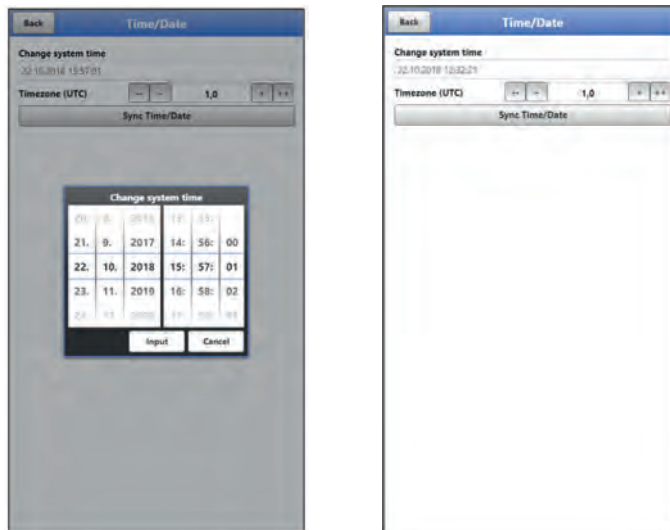 Back Time/Date
Change system time
22.10.2018 15:57:01
Timezone (UTC) -- - 1,0 + ++
Sync Time/Date
Change system time
21. 9. 2017 14: 56: 00
22. 10. 2018 15: 57: 01
23. 11. 2019 16: 58: 02
Input Cancel
Back Time/Date
Change system time
22.10.2018 12:32:21
Timezone (UTC) -- - 1,0 + ++
Sync Time/Date